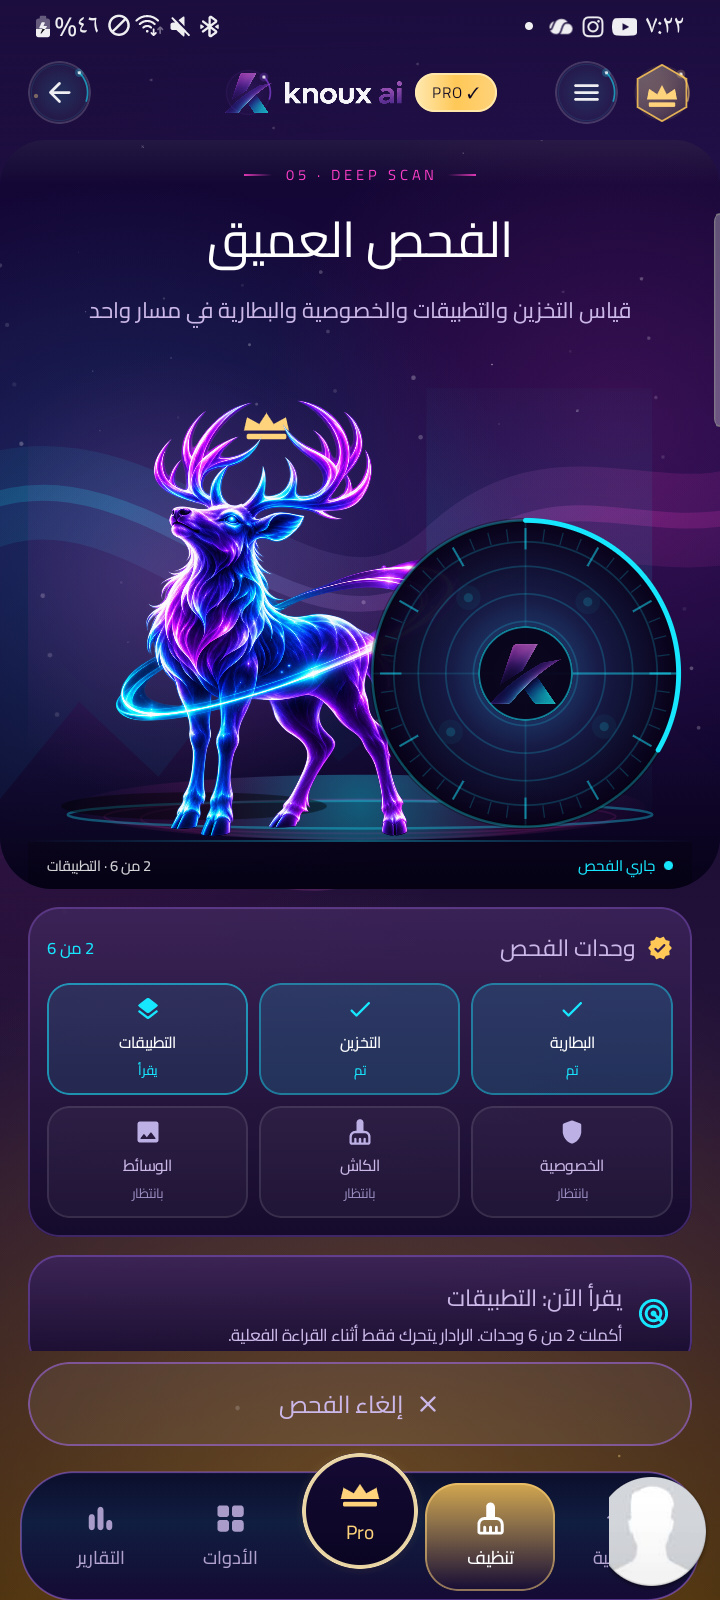 %٤٦ ٧:٢٢
knoux ai PRO ✓
05 · DEEP SCAN
الفحص العميق
قياس التخزين والتطبيقات والخصوصية والبطارية في مسار واحد
جاري الفحص
2 من 6 · التطبيقات
وحدات الفحص
2 من 6
البطارية
تم
التخزين
تم
التطبيقات
يقرأ
الخصوصية
بانتظار
الكاش
بانتظار
الوسائط
بانتظار
يقرأ الآن: التطبيقات
أكملت 2 من 6 وحدات. الرادار يتحرك فقط أثناء القراءة الفعلية.
إلغاء الفحص
تنظيف
Pro
الأدوات
التقارير